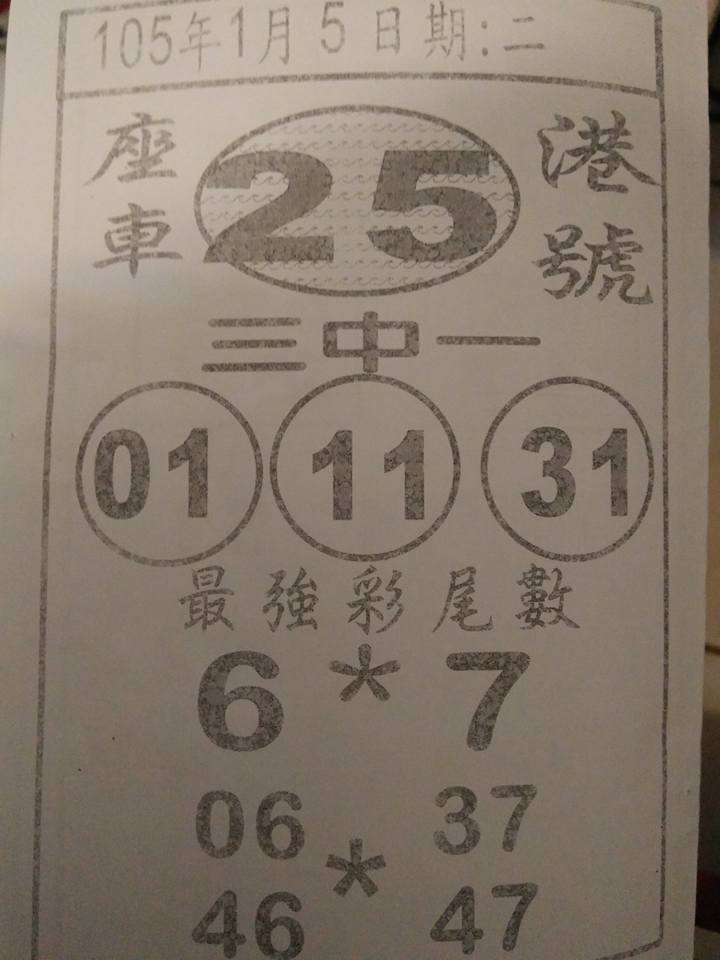 105年1月5日期:二
座車 25 港號
三中一
01 11 31
最強彩尾數
6 * 7
06 37
*
46 47